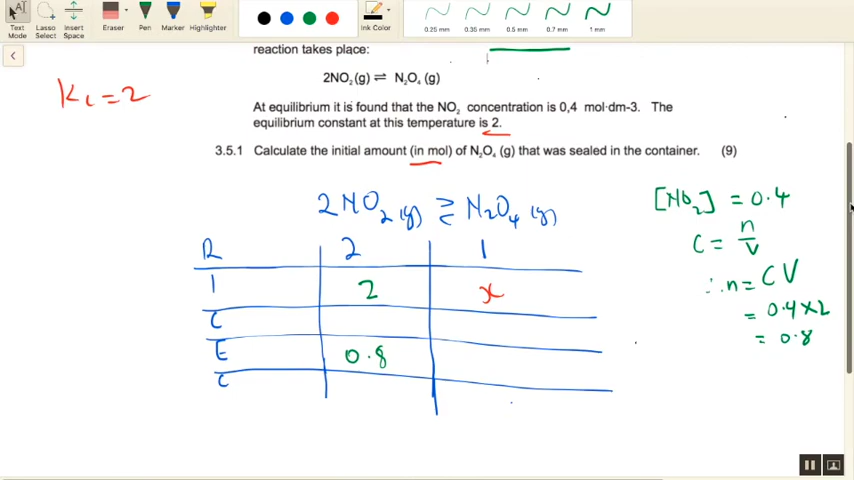 Text Mode
Lasso Select
Insert Space
Eraser
Pen
Marker
Highlighter
Ink Color
0.25 mm
0.35 mm
0.5 mm
0.7 mm
1 mm
reaction takes place:
2NO2(g) ⇌ N2O4(g)
Kc = 2
At equilibrium it is found that the NO2 concentration is 0,4 mol·dm-3. The
equilibrium constant at this temperature is 2.
3.5.1 Calculate the initial amount (in mol) of N2O4 (g) that was sealed in the container. (9)
2NO2(g) ⇌ N2O4(g)
R 2 1
I 2 x
C
E 0.8
C
[NO2] = 0.4
C = n/V
∴ n = CV
= 0.4 × 2
= 0.8